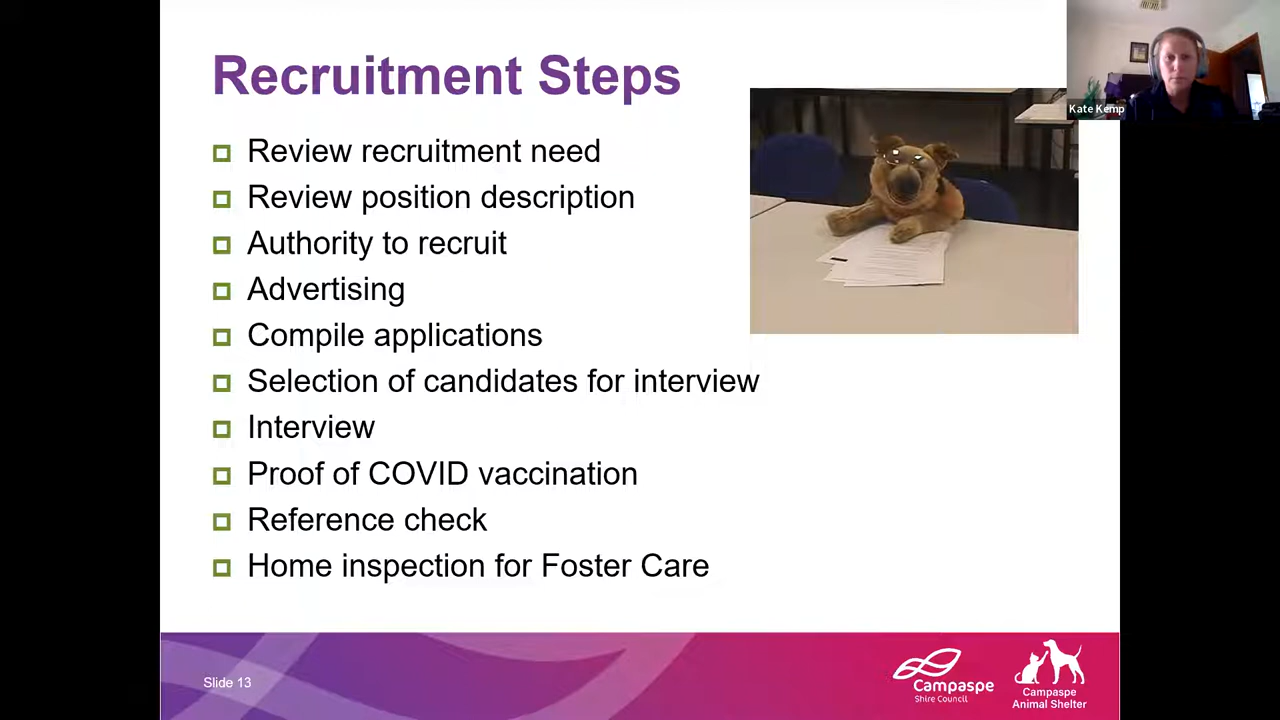 Recruitment Steps
Kate Kemp
Review recruitment need
Review position description
Authority to recruit
Advertising
Compile applications
Selection of candidates for interview
Interview
Proof of COVID vaccination
Reference check
Home inspection for Foster Care
Slide 13
Campaspe
Shire Council
Campaspe
Animal Shelter